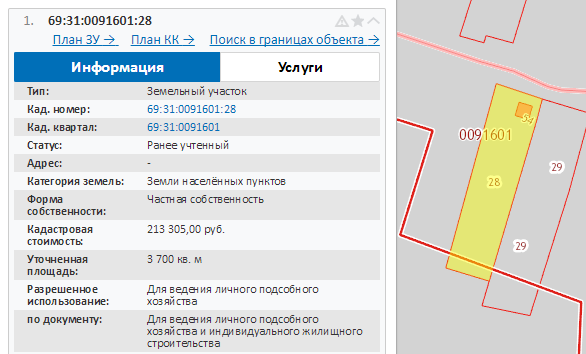 1. 69:31:0091601:28
План ЗУ → План КК → Поиск в границах объекта →
Информация Услуги
Тип: Земельный участок
Кад. номер: 69:31:0091601:28
Кад. квартал: 69:31:0091601
Статус: Ранее учтенный
Адрес: -
Категория земель: Земли населённых пунктов
Форма Частная собственность
собственности:
Кадастровая 213 305,00 руб.
стоимость:
Уточненная 3 700 кв. м
площадь:
Разрешенное Для ведения личного подсобного
использование: хозяйства
по документу: Для ведения личного подсобного
хозяйства и индивидуального жилищного
строительства
54
0091601
29
28
29